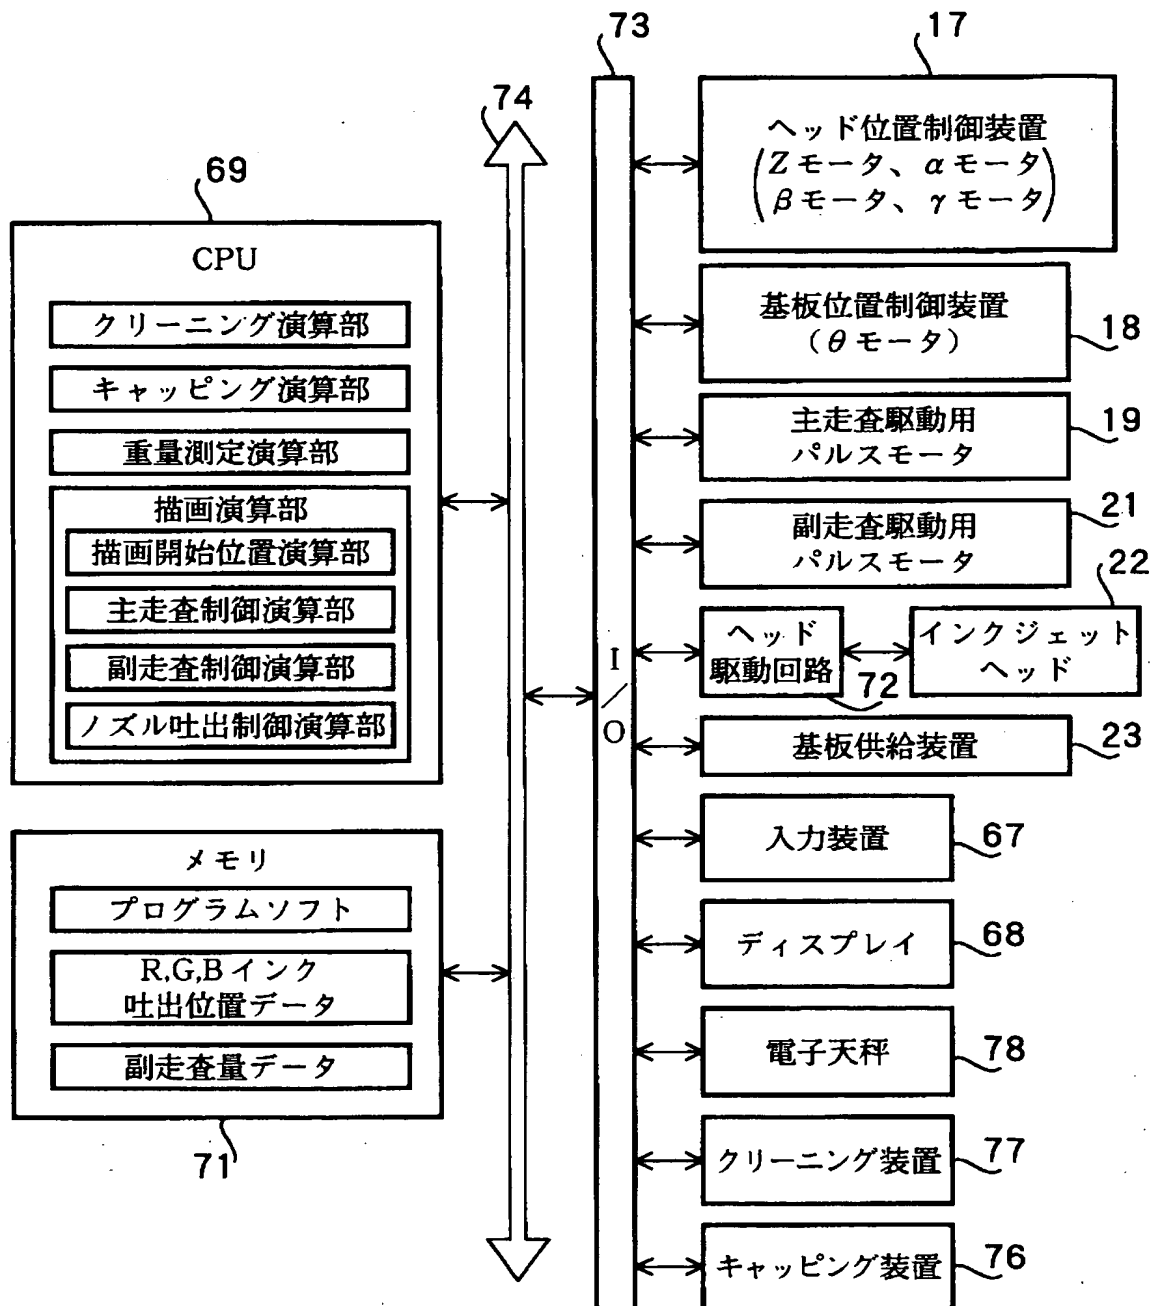 73
17
74
69
CPU
クリーニング演算部
キャッピング演算部
重量測定演算部
描画演算部
描画開始位置演算部
主走査制御演算部
副走査制御演算部
ノズル吐出制御演算部
メモリ
プログラムソフト
R,G,Bインク
吐出位置データ
副走査量データ
71
I/O
ヘッド位置制御装置
(Zモータ、αモータ
βモータ、γモータ)
基板位置制御装置
(θモータ)
18
主走査駆動用
パルスモータ
19
副走査駆動用
パルスモータ
21
ヘッド
駆動回路
72
インクジェット
ヘッド
22
基板供給装置
23
入力装置
67
ディスプレイ
68
電子天秤
78
クリーニング装置
77
キャッピング装置
76